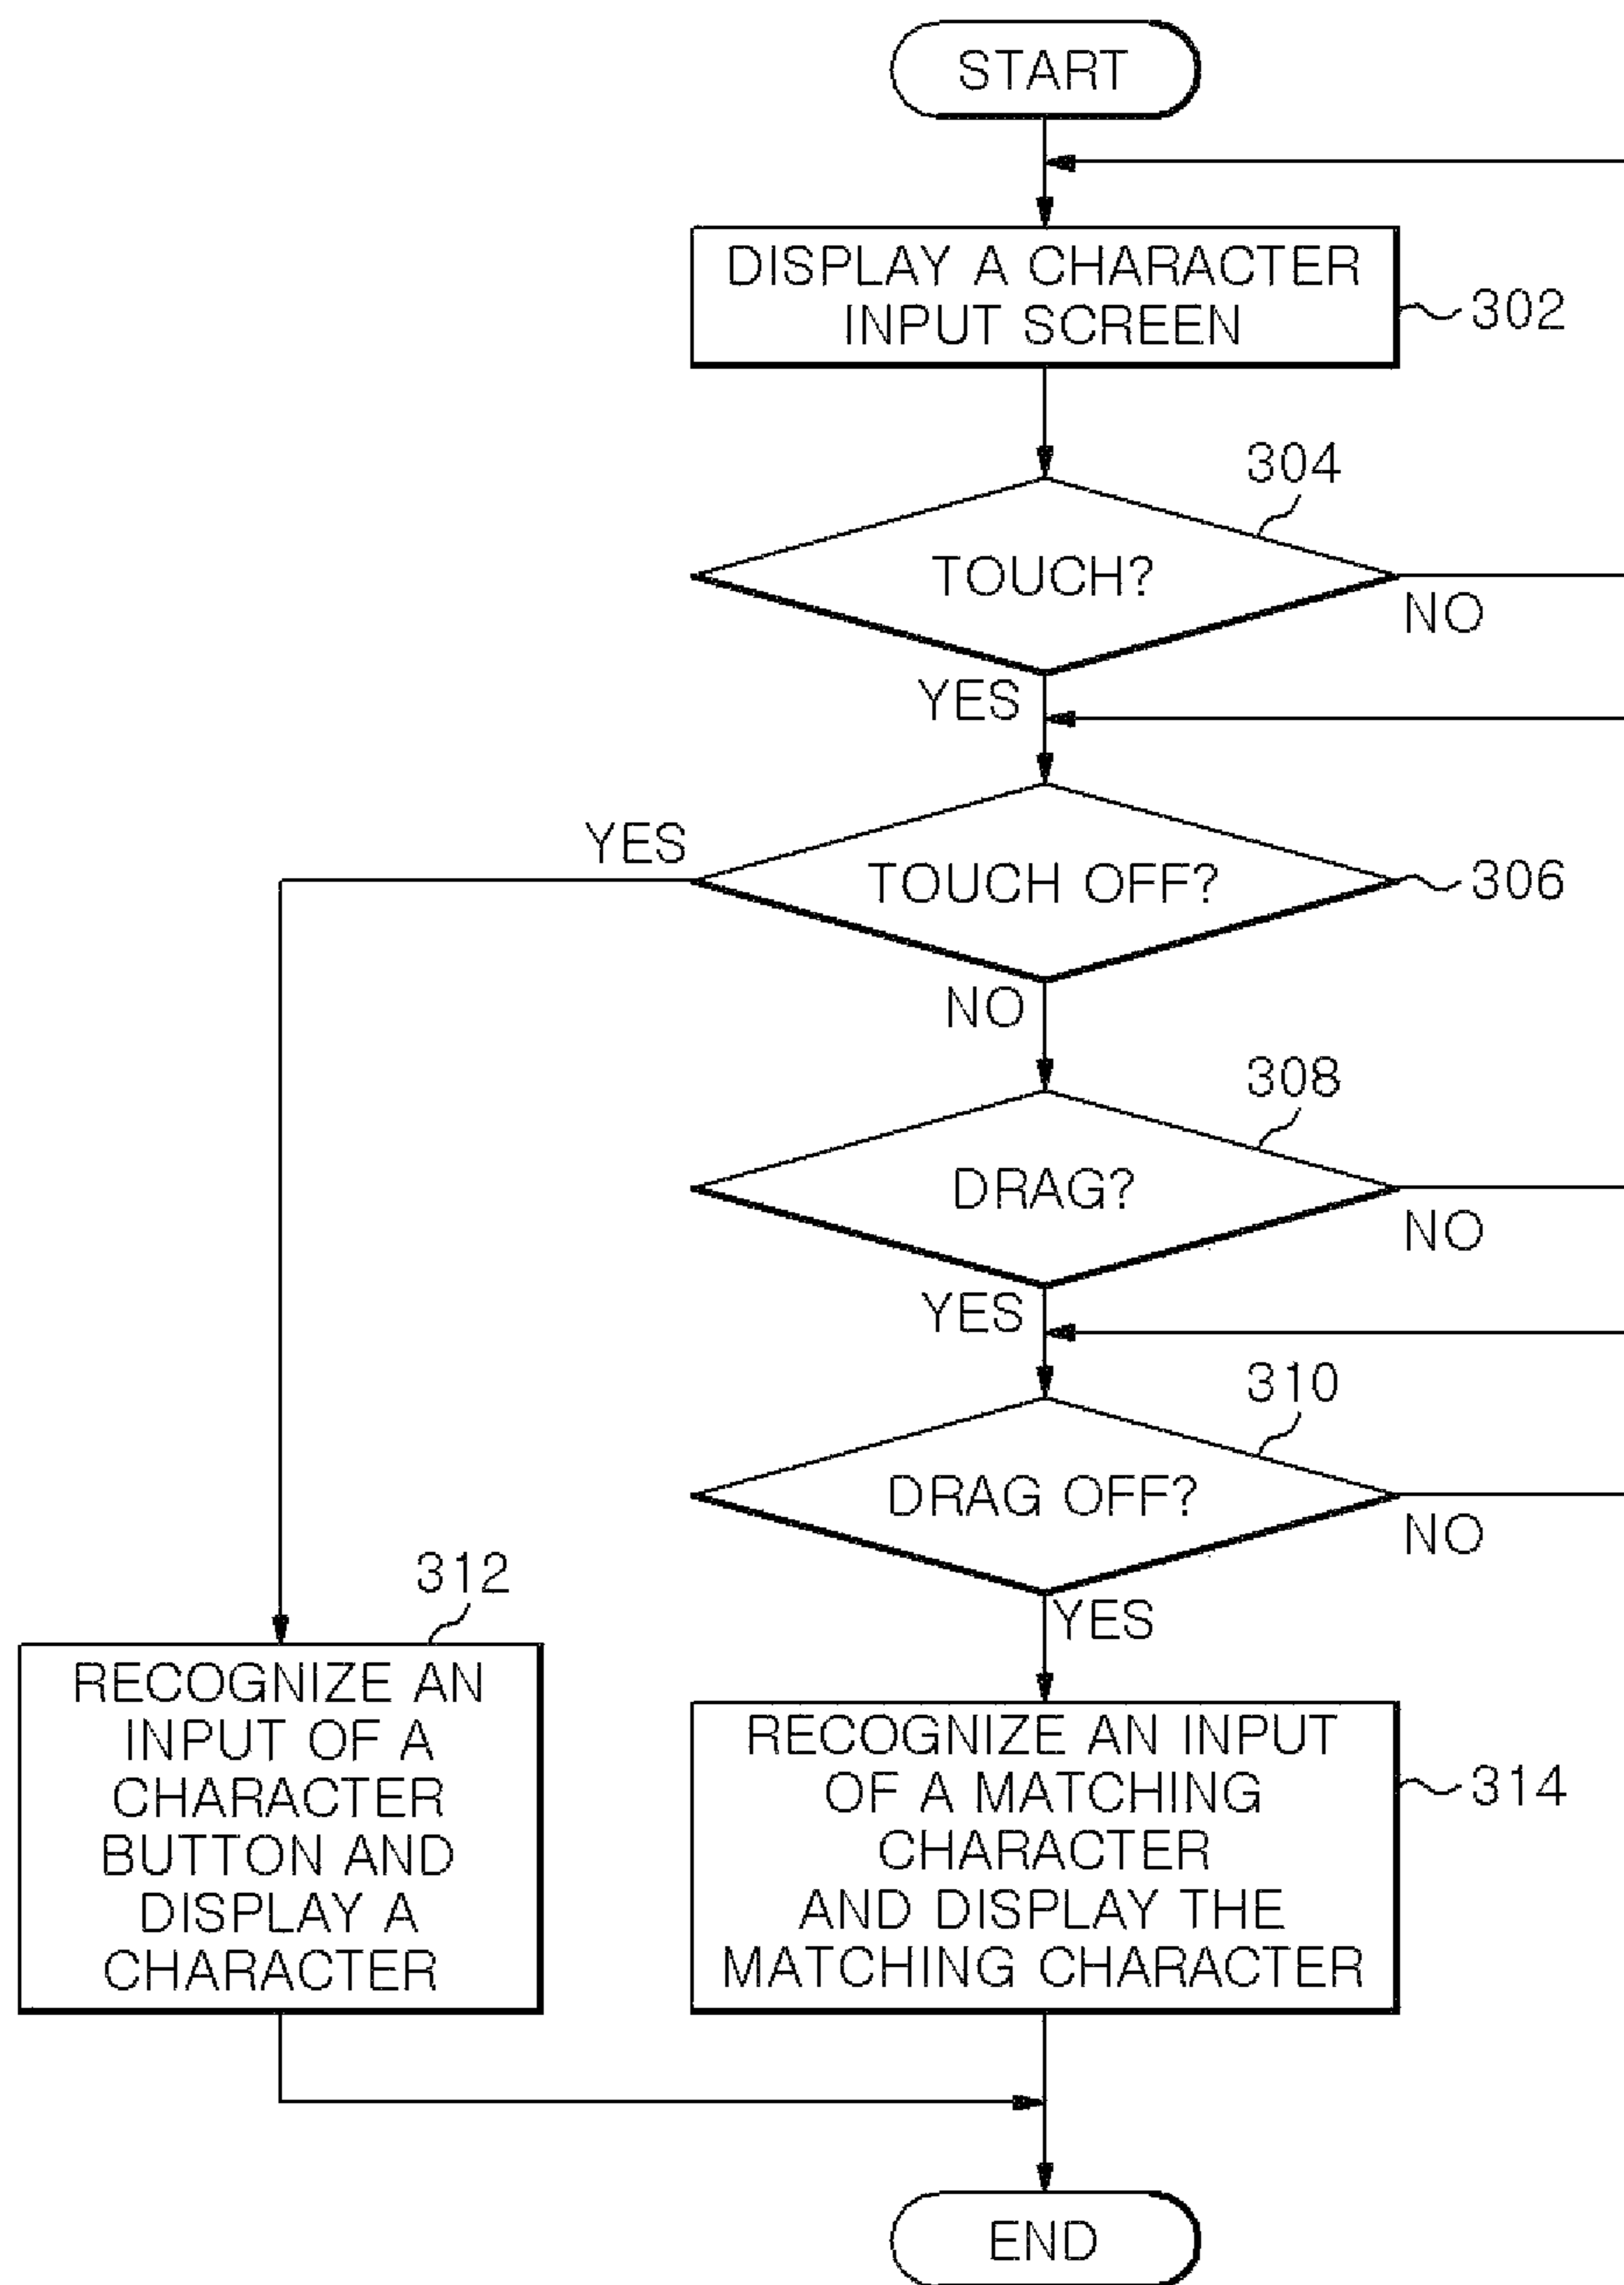 START
DISPLAY A CHARACTER
INPUT SCREEN
302
304
TOUCH?
NO
YES
YES
TOUCH OFF?
306
NO
308
DRAG?
NO
YES
310
DRAG OFF?
NO
YES
312
RECOGNIZE AN
INPUT OF A
CHARACTER
BUTTON AND
DISPLAY A
CHARACTER
RECOGNIZE AN INPUT
OF A MATCHING
CHARACTER
AND DISPLAY THE
MATCHING CHARACTER
314
END